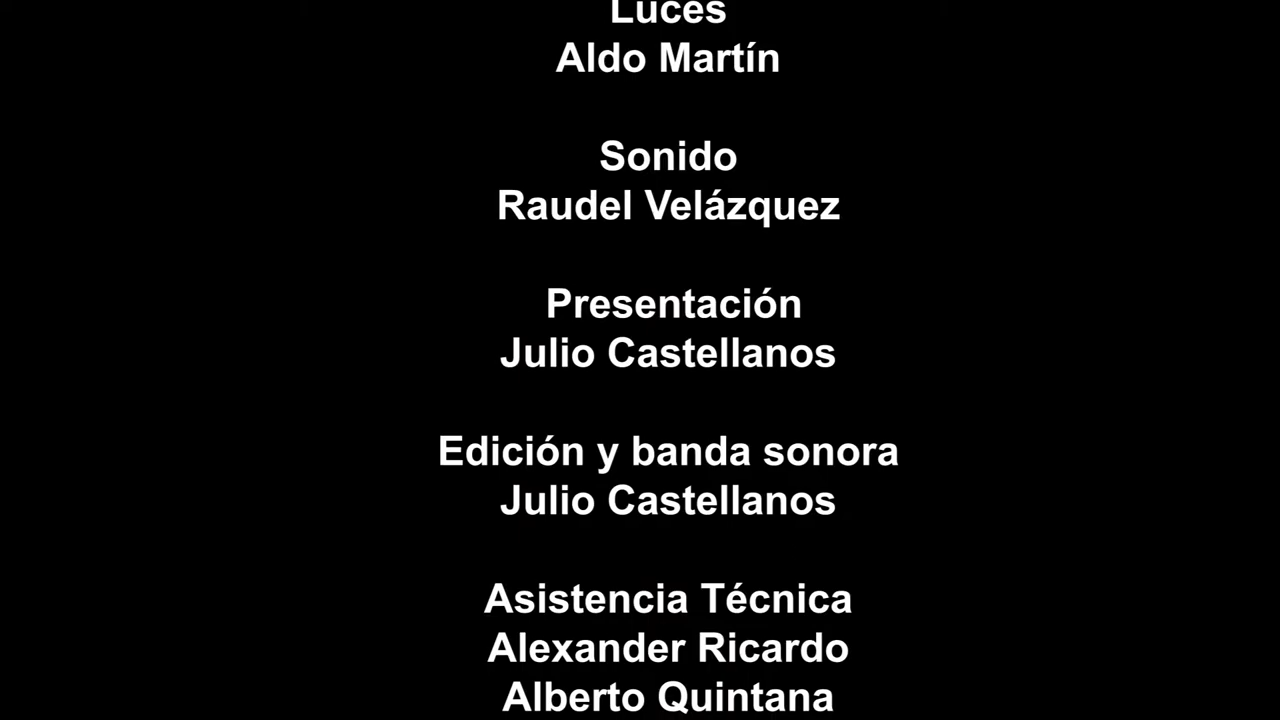 Luces
Aldo Martín
Sonido
Raudel Velázquez
Presentación
Julio Castellanos
Edición y banda sonora
Julio Castellanos
Asistencia Técnica
Alexander Ricardo
Alberto Quintana